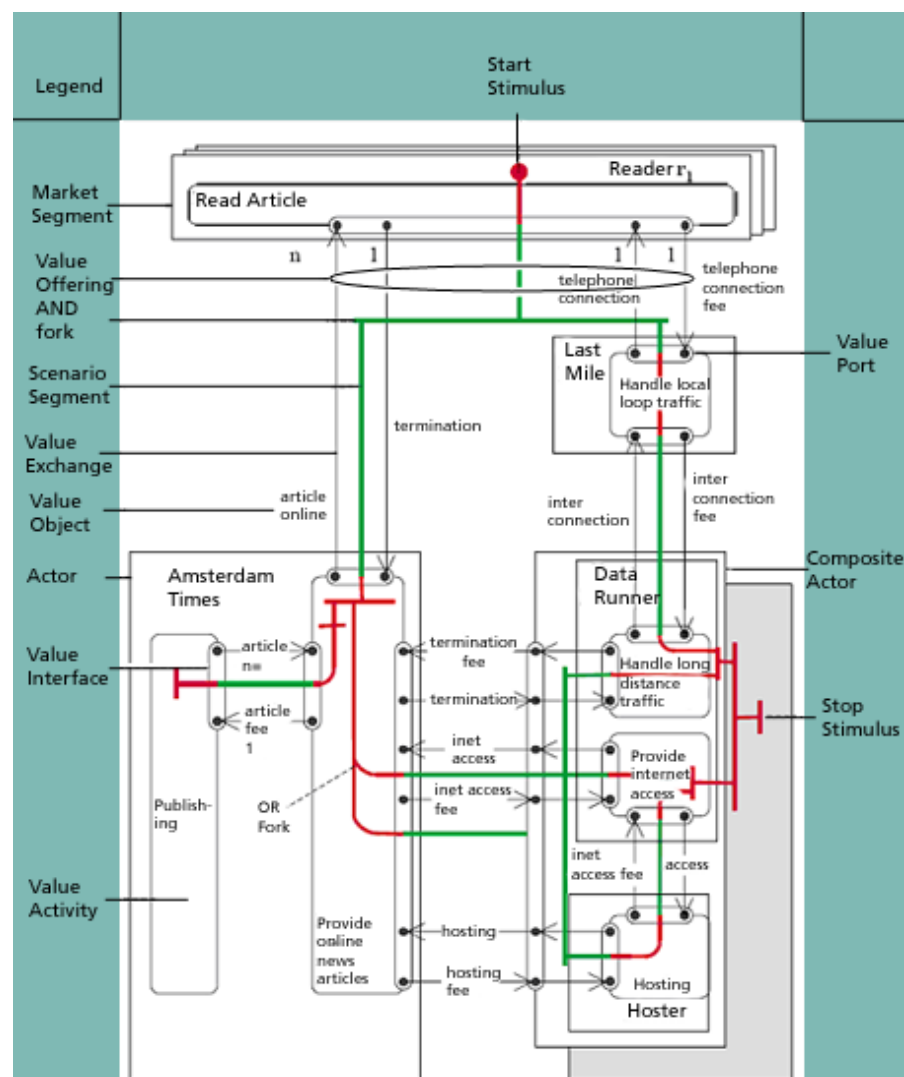 Start
Stimulus
Legend
Reader r1
Read Article
Market
Segment
n
1
1
1
Value
Offering
AND
fork
telephone
connection
telephone
connection
fee
Last
Mile
Value
Port
Handle local
loop traffic
Scenario
Segment
termination
Value
Exchange
Value
Object
article
online
inter
connection
inter
connection
fee
Actor
Amsterdam
Times
Data
Runner
Composite
Actor
Value
Interface
article
n=
article
fee
1
termination
fee
termination
Handle long
distance
traffic
Stop
Stimulus
inet
access
inet access
fee
Provide
internet
access
Publish-
ing
OR
Fork
inet
access fee
access
Value
Activity
Provide
online
news
articles
hosting
hosting
fee
Hosting
Hoster